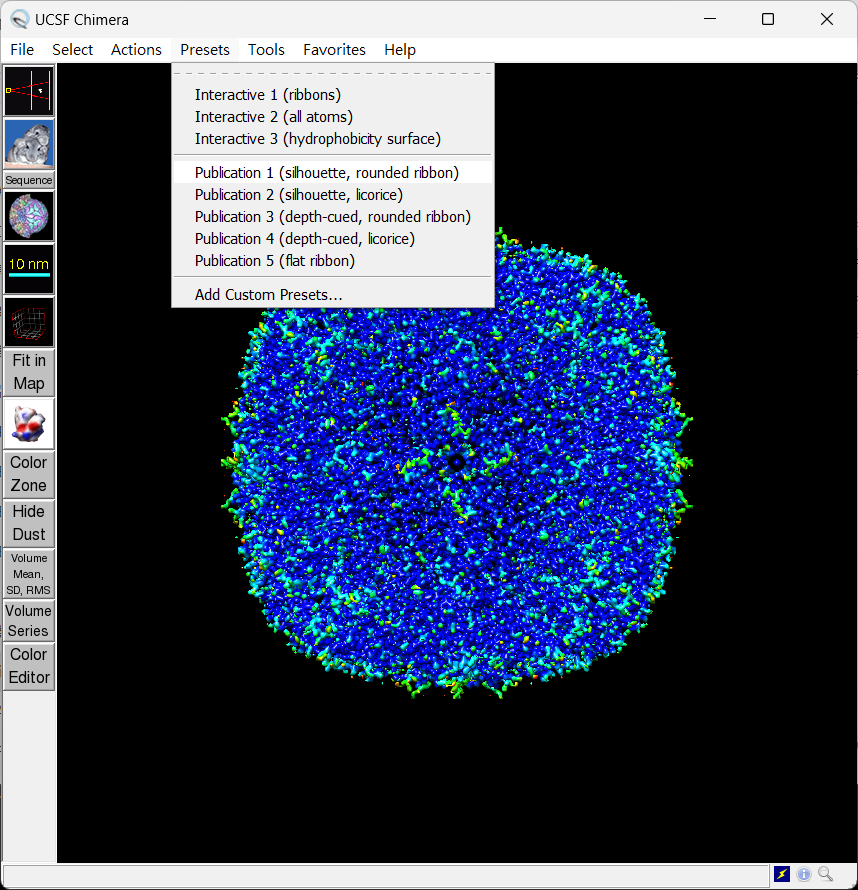 UCSF Chimera
File Select Actions Presets Tools Favorites Help
Interactive 1 (ribbons)
Interactive 2 (all atoms)
Interactive 3 (hydrophobicity surface)
Publication 1 (silhouette, rounded ribbon)
Publication 2 (silhouette, licorice)
Publication 3 (depth-cued, rounded ribbon)
Publication 4 (depth-cued, licorice)
Publication 5 (flat ribbon)
Add Custom Presets...
Sequence
10 nm
Fit in
Map
Color
Zone
Hide
Dust
Volume
Mean,
SD, RMS
Volume
Series
Color
Editor